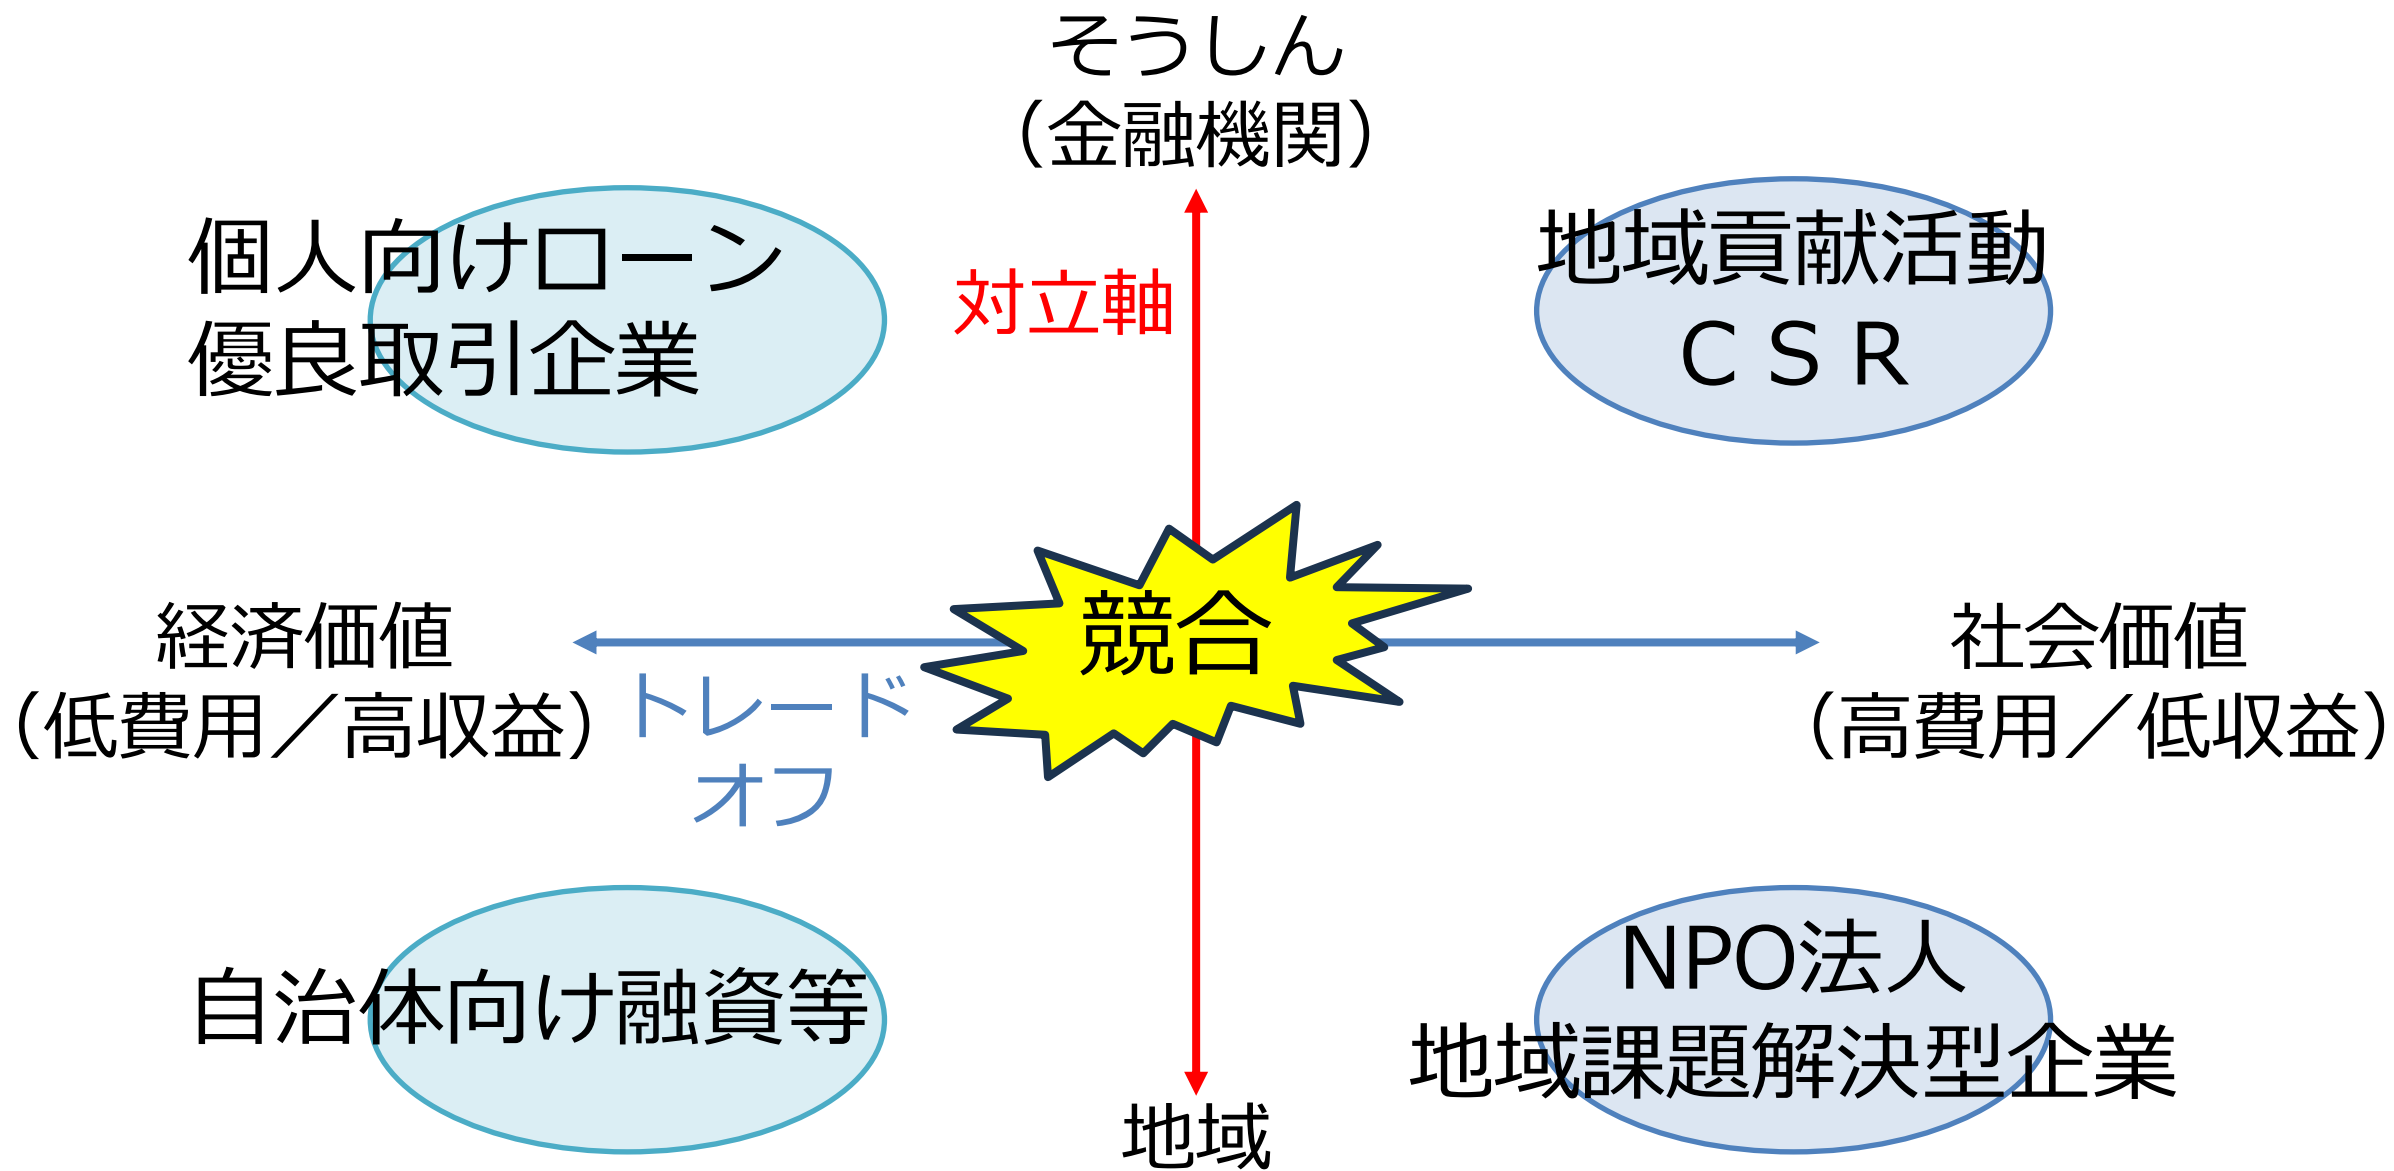 そうしん
（金融機関）
個人向けローン
優良取引企業
対立軸
地域貢献活動
ＣＳＲ
競合
経済価値
（低費用／高収益）
トレード
オフ
社会価値
（高費用／低収益）
自治体向け融資等
NPO法人
地域課題解決型企業
地域